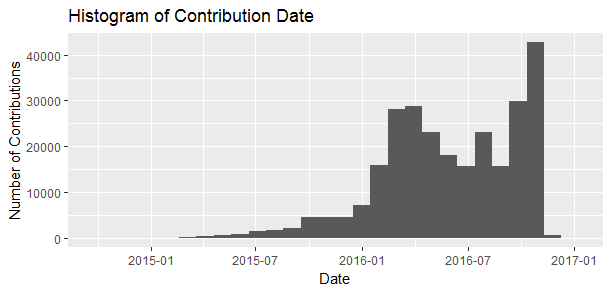 Histogram of Contribution Date
Number of Contributions
40000
30000
20000
10000
0
2015-01 2015-07 2016-01 2016-07 2017-01
Date